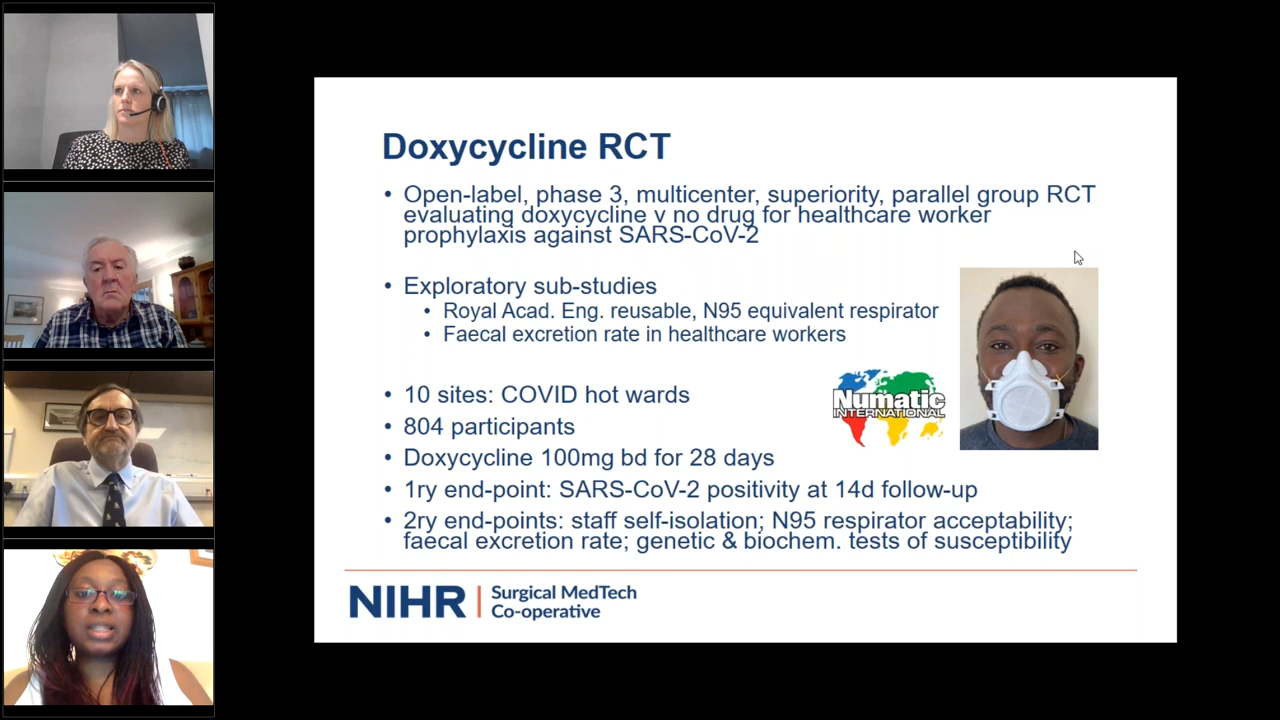 Doxycycline RCT
• Open-label, phase 3, multicenter, superiority, parallel group RCT
evaluating doxycycline v no drug for healthcare worker
prophylaxis against SARS-CoV-2
• Exploratory sub-studies
• Royal Acad. Eng. reusable, N95 equivalent respirator
• Faecal excretion rate in healthcare workers
• 10 sites: COVID hot wards
• 804 participants
• Doxycycline 100mg bd for 28 days
• 1ry end-point: SARS-CoV-2 positivity at 14d follow-up
• 2ry end-points: staff self-isolation; N95 respirator acceptability;
faecal excretion rate; genetic & biochem. tests of susceptibility
Numatic
INTERNATIONAL
NIHR
Surgical MedTech
Co-operative